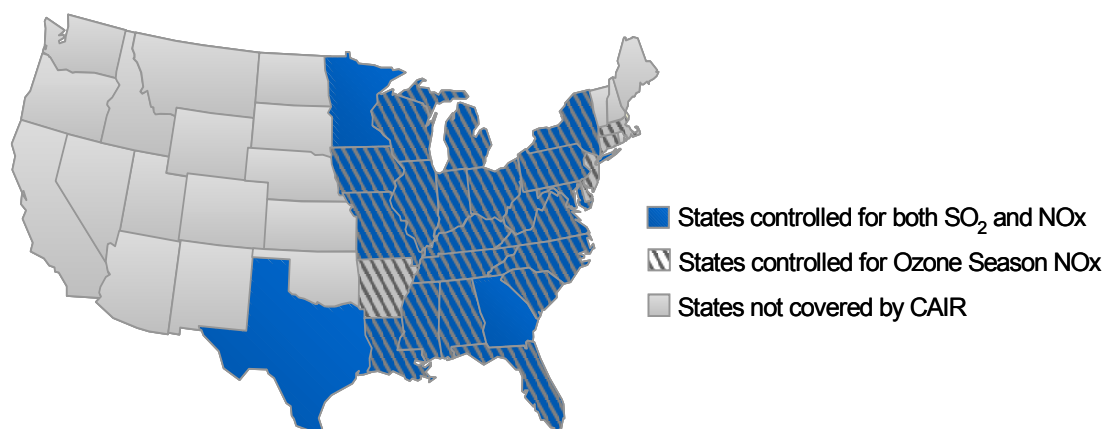 States controlled for both SO₂ and NOx
States controlled for Ozone Season NOx
States not covered by CAIR